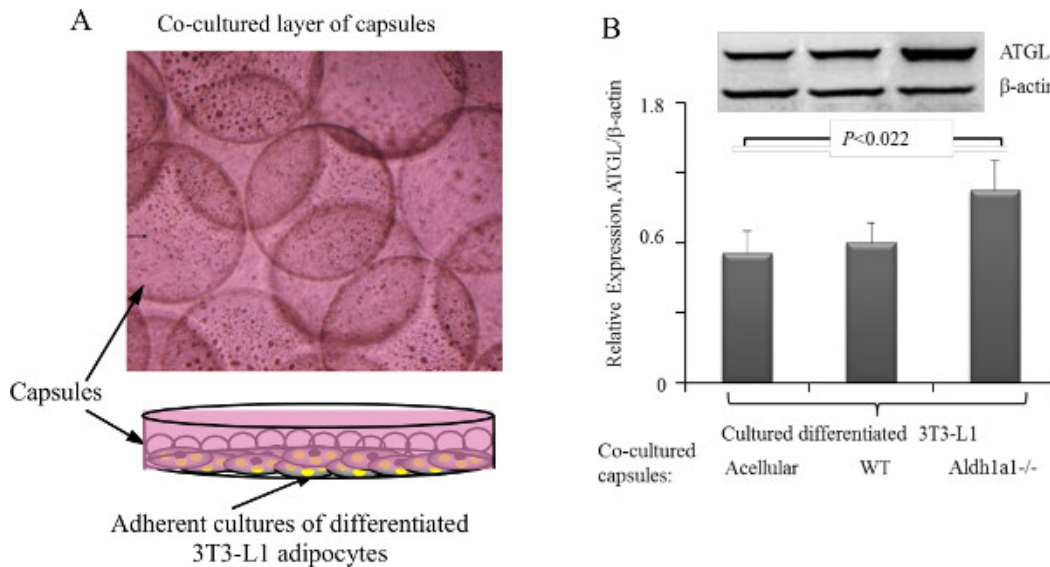 A
Co-cultured layer of capsules
Capsules
Adherent cultures of differentiated
3T3-L1 adipocytes
B
ATGL
β-actin
1.8
P<0.022
Relative Expression, ATGL/β-actin
0.6
0
Cultured differentiated 3T3-L1
Co-cultured
capsules:
Acellular WT Aldh1a1-/-